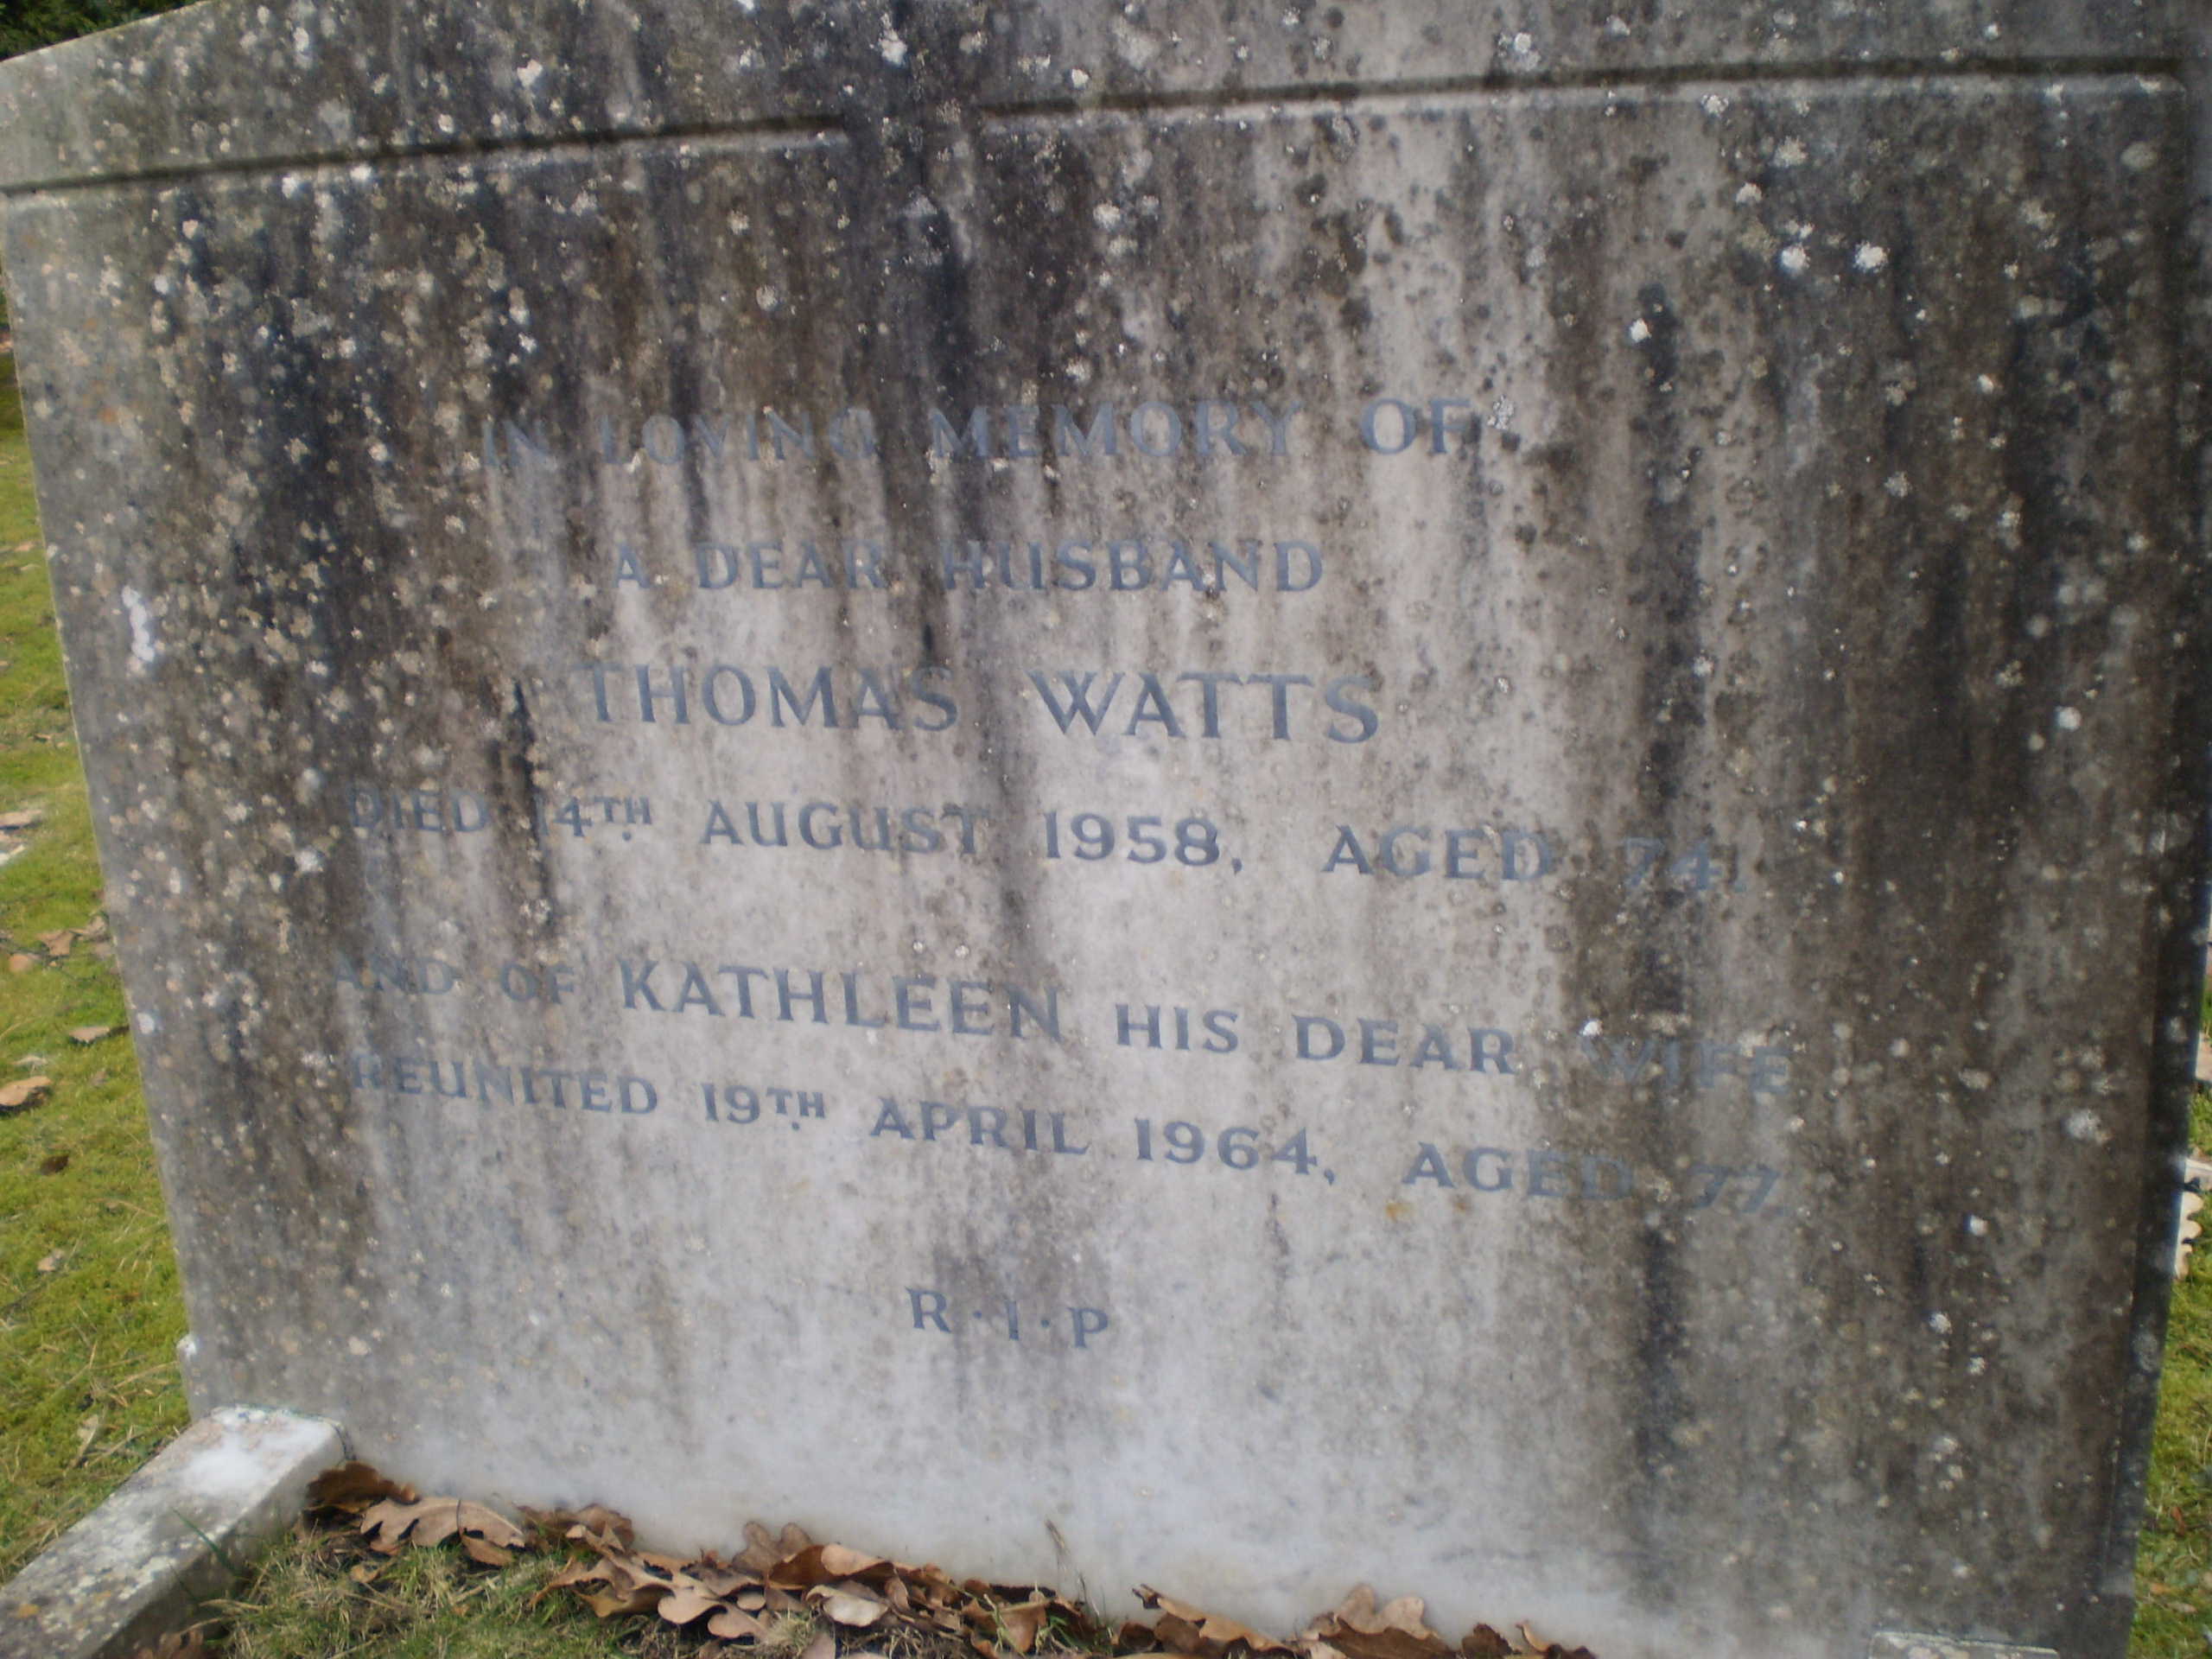 IN LOVING MEMORY OF
A DEAR HUSBAND
THOMAS WATTS
DIED 14TH AUGUST 1958, AGED 74,
AND OF KATHLEEN HIS DEAR WIFE
REUNITED 19TH APRIL 1964, AGED 77.
R·I·P